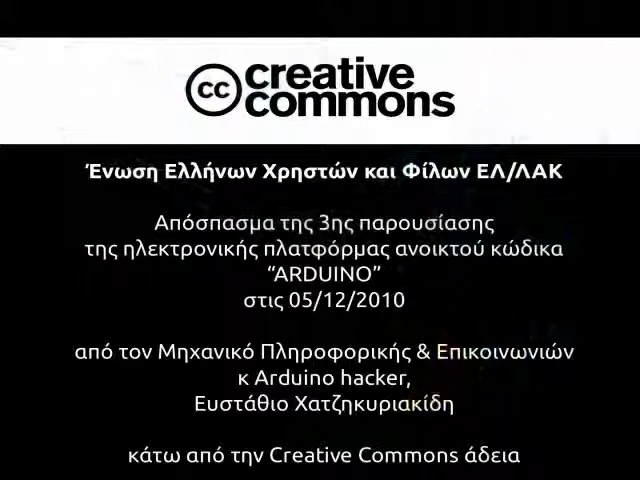 cc creative
commons
Ένωση Ελλήνων Χρηστών και Φίλων ΕΛ/ΛΑΚ
Απόσπασμα της 3ης παρουσίασης
της ηλεκτρονικής πλατφόρμας ανοικτού κώδικα
“ARDUINO”
στις 05/12/2010
από τον Μηχανικό Πληροφορικής & Επικοινωνιών
κ Arduino hacker,
Ευστάθιο Χατζηκυριακίδη
κάτω από την Creative Commons άδεια